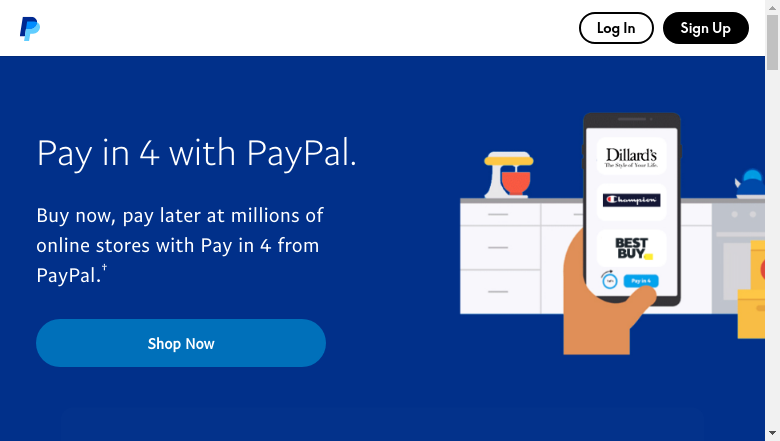 Log In
Sign Up
Pay in 4 with PayPal.
Buy now, pay later at millions of
online stores with Pay in 4 from
PayPal.†
Shop Now
Dillard's
The Style of Your Life.
Champion
BEST
BUY
Pay in 4